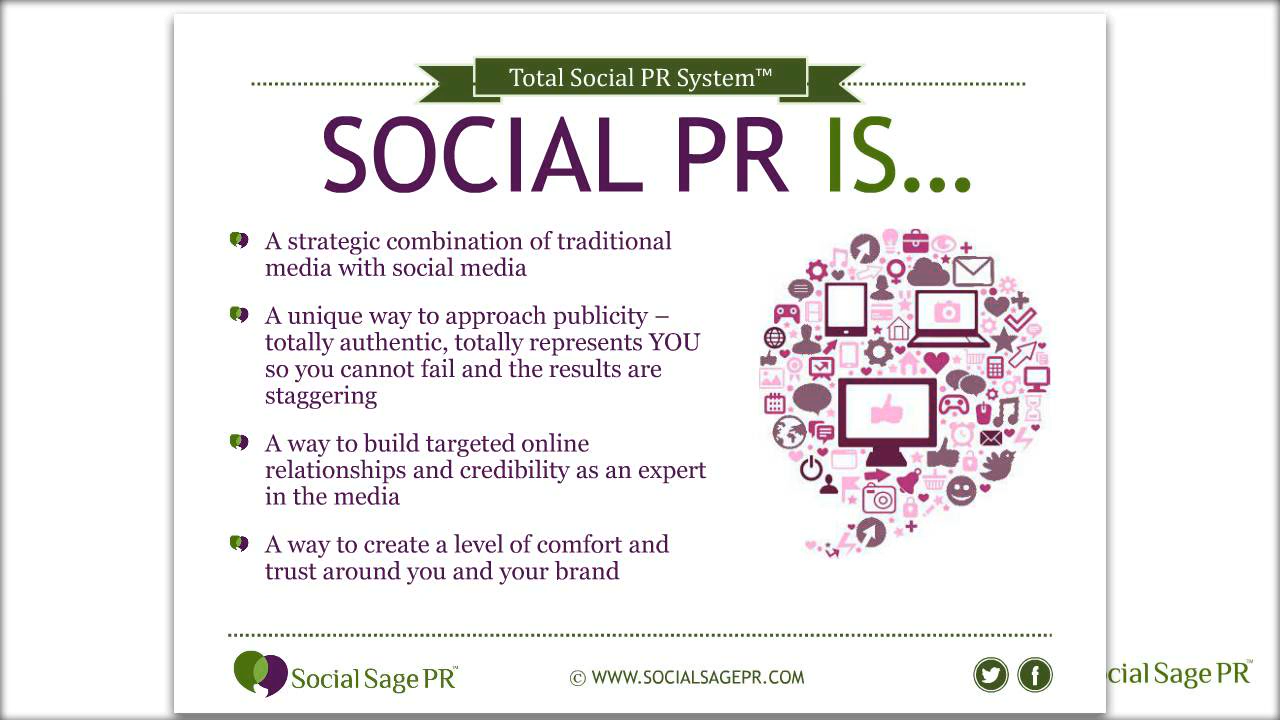 Total Social PR System™
SOCIAL PR IS...
A strategic combination of traditional
media with social media
A unique way to approach publicity –
totally authentic, totally represents YOU
so you cannot fail and the results are
staggering
A way to build targeted online
relationships and credibility as an expert
in the media
A way to create a level of comfort and
trust around you and your brand
Social Sage PR™
© WWW.SOCIALSAGEPR.COM
cial Sage PR™